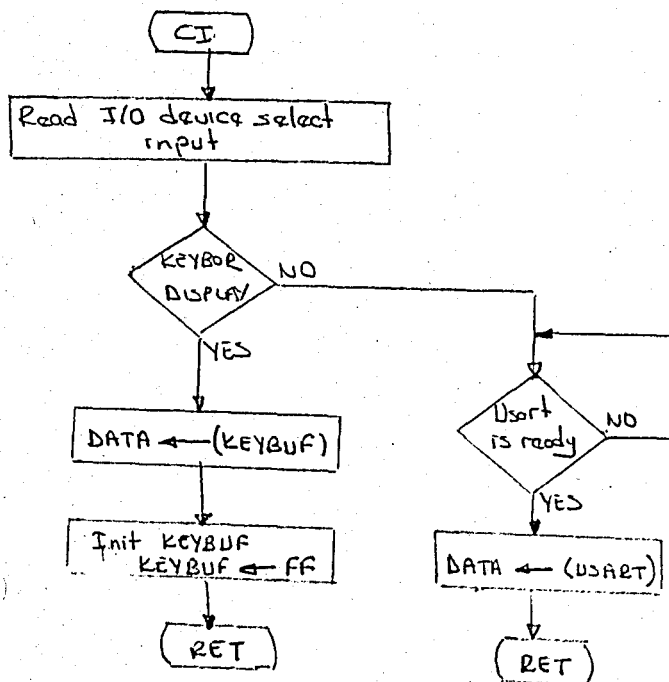 CI
Read I/O device select
input
KEYBOR
DISPLAY
NO
YES
DATA ← (KEYBUF)
Init KEYBUF
KEYBUF ← FF
RET
Usart
is ready
NO
YES
DATA ← (USART)
RET